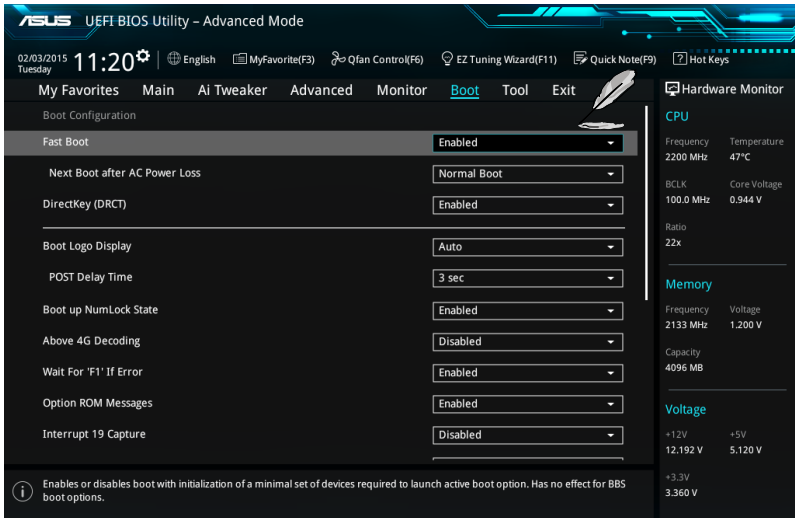 ASUS UEFI BIOS Utility – Advanced Mode
02/03/2015
Tuesday
11:20
English
MyFavorite(F3)
Qfan Control(F6)
EZ Tuning Wizard(F11)
Quick Note(F9)
? Hot Keys
My Favorites Main Ai Tweaker Advanced Monitor Boot Tool Exit
Boot Configuration
Fast Boot Enabled
Next Boot after AC Power Loss Normal Boot
DirectKey (DRCT) Enabled
Boot Logo Display Auto
POST Delay Time 3 sec
Boot up NumLock State Enabled
Above 4G Decoding Disabled
Wait For 'F1' If Error Enabled
Option ROM Messages Enabled
Interrupt 19 Capture Disabled
Enables or disables boot with initialization of a minimal set of devices required to launch active boot option. Has no effect for BBS
boot options.
Hardware Monitor
CPU
Frequency Temperature
2200 MHz 47°C
BCLK Core Voltage
100.0 MHz 0.944 V
Ratio
22x
Memory
Frequency Voltage
2133 MHz 1.200 V
Capacity
4096 MB
Voltage
+12V +5V
12.192 V 5.120 V
+3.3V
3.360 V